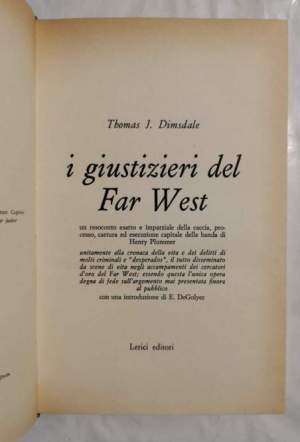 Thomas J. Dimsdale
i giustizieri del
Far West
un resoconto esatto e imparziale della caccia, pro-
cesso, cattura ed esecuzione capitale della banda di
Henry Plummer
unitamente alla cronaca della vita e dei delitti di
molti criminali e "desperados", il tutto disseminato
da scene di vita negli accampamenti dei cercatori
d'oro del Far West; essendo questa l'unica opera
degna di fede sull'argomento mai presentata finora
al pubblico
con una introduzione di E. DeGolyer
Lerici editori